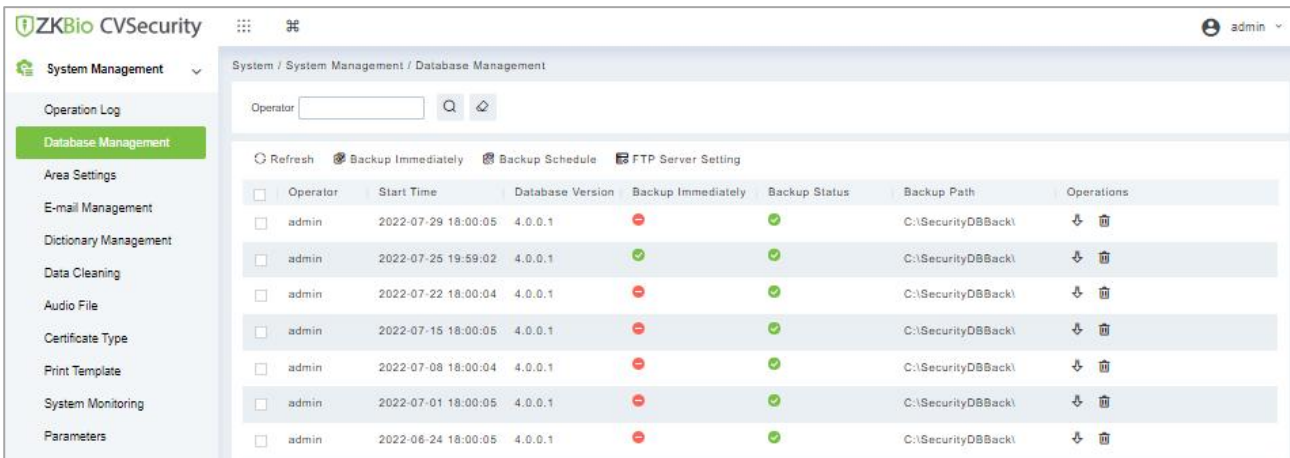 ZKBio CVSecurity
admin
System Management
System / System Management / Database Management
Operation Log
Operator
Database Management
Refresh Backup Immediately Backup Schedule FTP Server Setting
Area Settings
Operator Start Time Database Version Backup Immediately Backup Status Backup Path Operations
E-mail Management
admin 2022-07-29 18:00:05 4.0.0.1 C:\SecurityDBBack\
Dictionary Management
admin 2022-07-25 19:59:02 4.0.0.1 C:\SecurityDBBack\
Data Cleaning
admin 2022-07-22 18:00:04 4.0.0.1 C:\SecurityDBBack\
Audio File
admin 2022-07-15 18:00:05 4.0.0.1 C:\SecurityDBBack\
Certificate Type
admin 2022-07-08 18:00:04 4.0.0.1 C:\SecurityDBBack\
Print Template
admin 2022-07-01 18:00:05 4.0.0.1 C:\SecurityDBBack\
System Monitoring
admin 2022-06-24 18:00:05 4.0.0.1 C:\SecurityDBBack\
Parameters